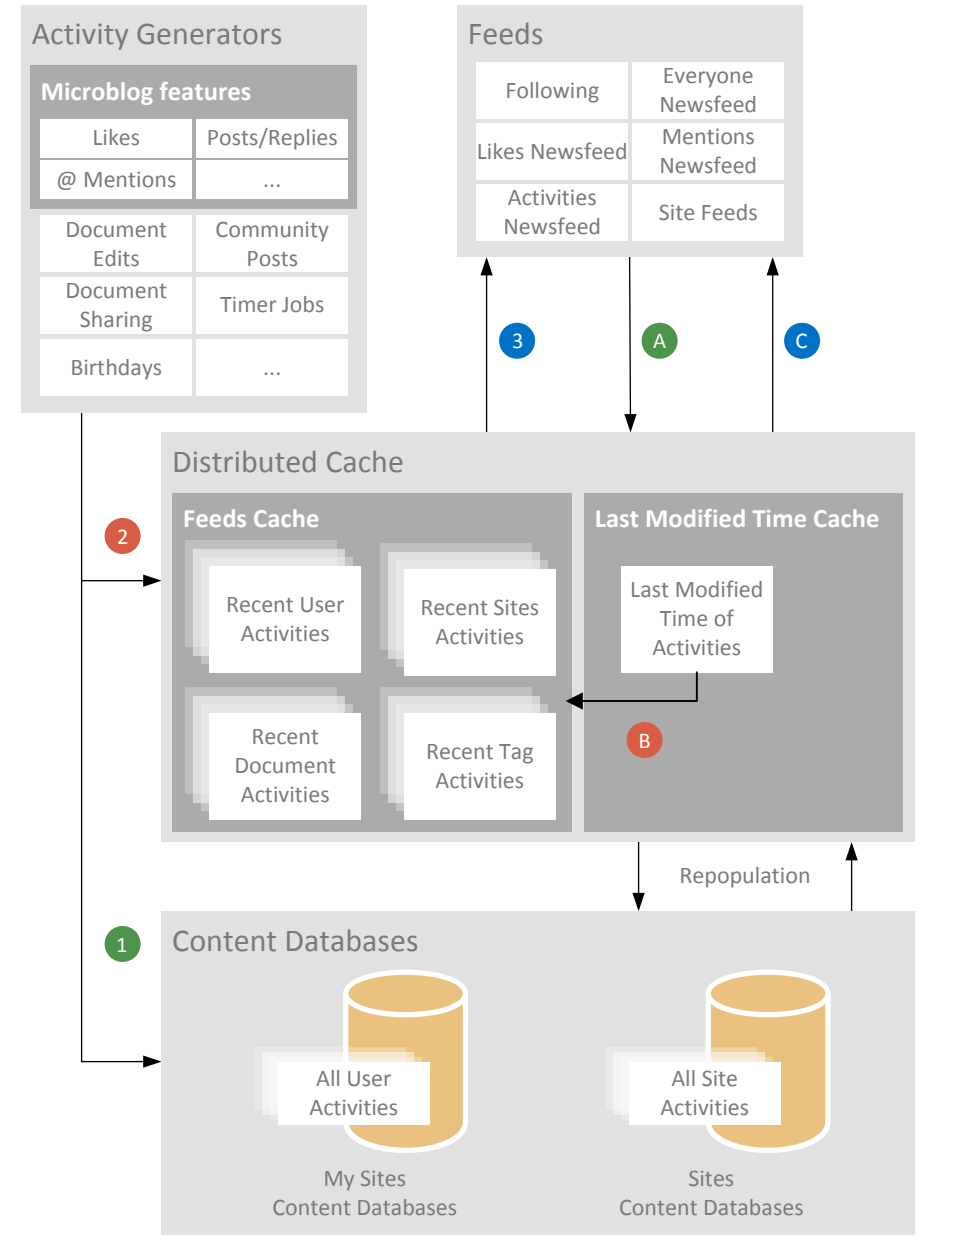 Activity Generators
Microblog features
Likes
Posts/Replies
@ Mentions
...
Document
Edits
Community
Posts
Document
Sharing
Timer Jobs
Birthdays
...
Feeds
Following
Everyone
Newsfeed
Likes Newsfeed
Mentions
Newsfeed
Activities
Newsfeed
Site Feeds
3
A
C
Distributed Cache
2
Feeds Cache
Recent User
Activities
Recent Sites
Activities
Recent
Document
Activities
Recent Tag
Activities
Last Modified Time Cache
Last Modified
Time of
Activities
B
Repopulation
1
Content Databases
All User
Activities
My Sites
Content Databases
All Site
Activities
Sites
Content Databases